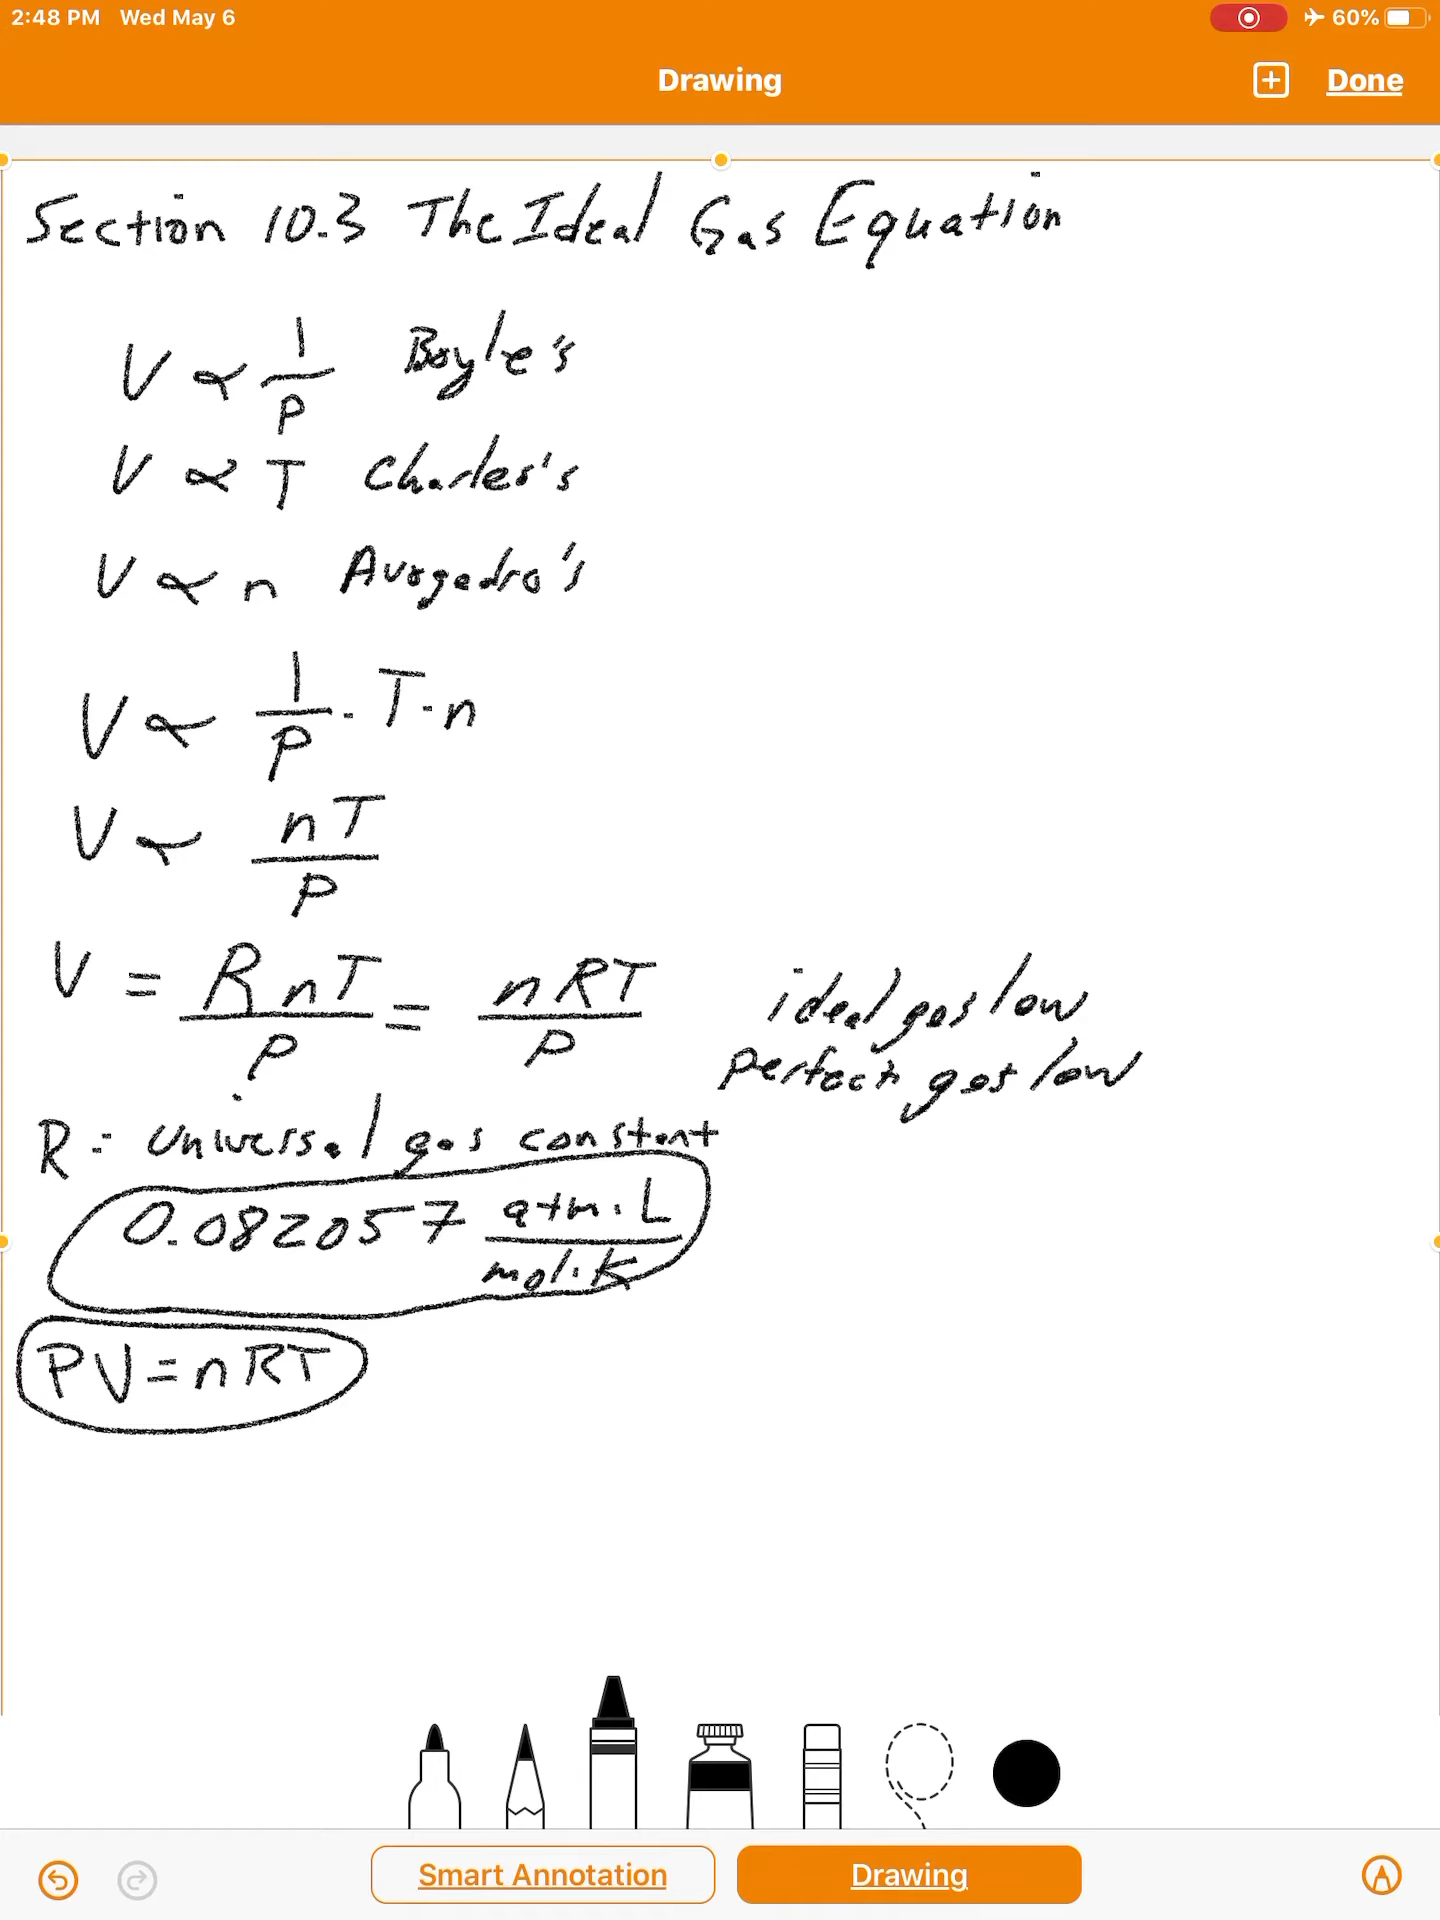 2:48 PM Wed May 6 60%
Drawing Done
Section 10.3 The Ideal Gas Equation
V ∝ 1/P Boyle's
V ∝ T Charles's
V ∝ n Avogadro's
V ∝ 1/P · T · n
V ∝ nT/P
V = RnT/P = nRT/P ideal gas law
perfect gas law
R = universal gas constant
0.082057 atm·L/mol·K
PV = nRT
Smart Annotation Drawing